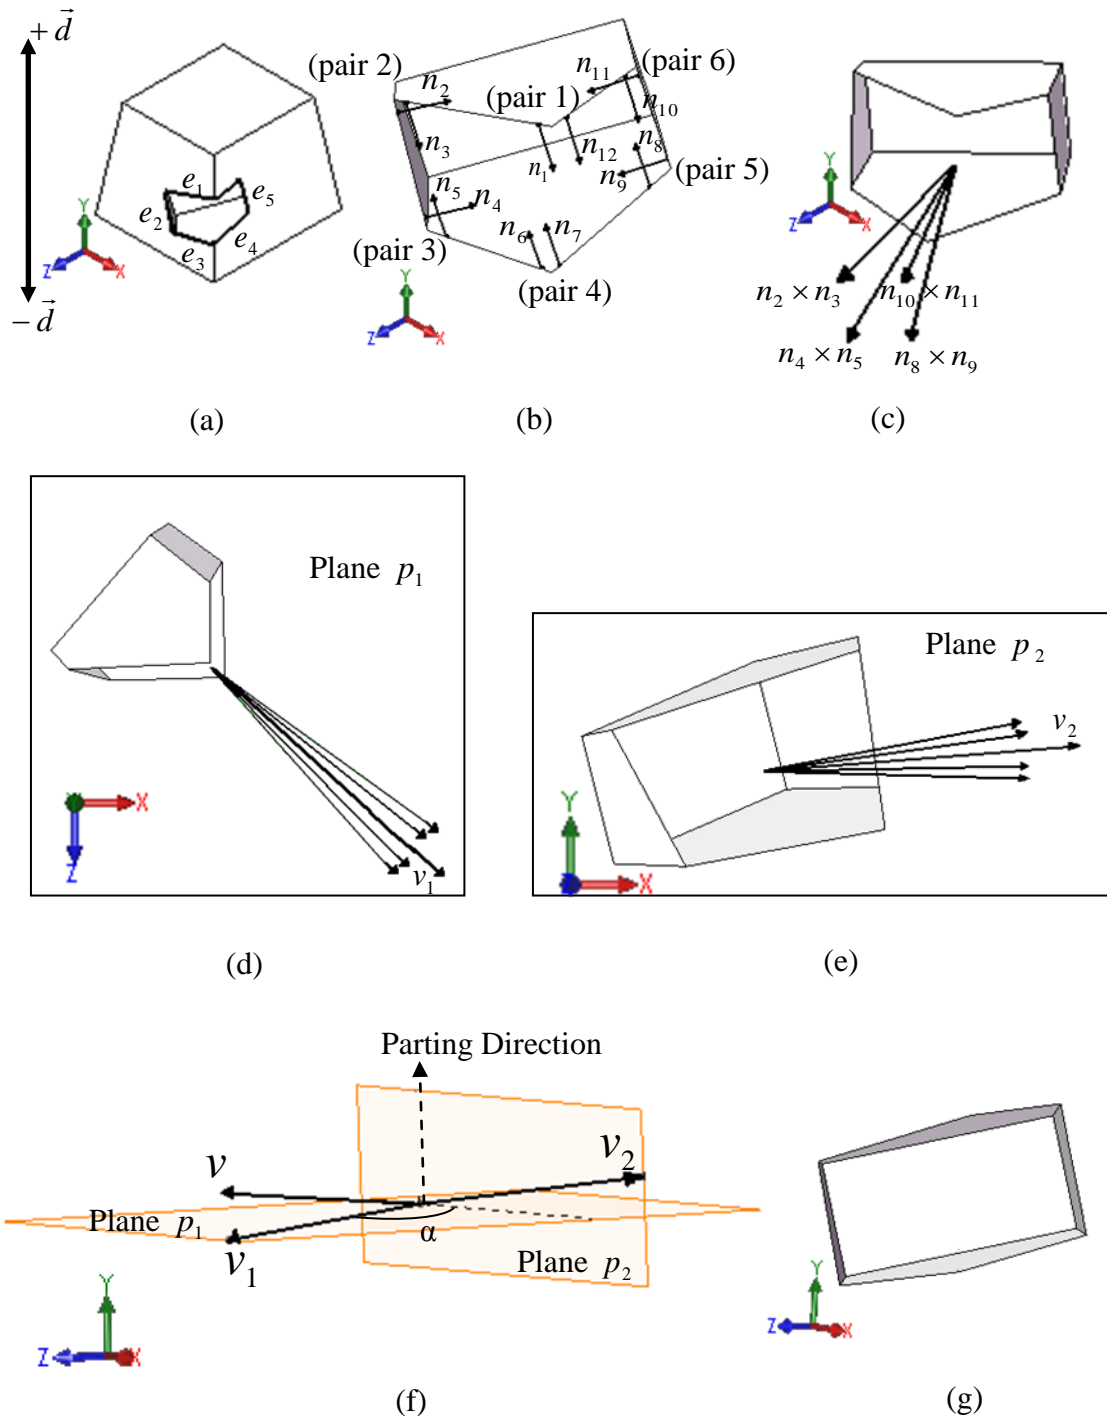 + d⃗
− d⃗
e₁
e₂
e₃
e₄
e₅
Y
Z
X
(a)
(pair 2)
n₂
(pair 1)
n₁₁
(pair 6)
n₁₀
n₃
n₁
n₁₂
n₈
n₅
n₄
n₉
(pair 5)
n₆
n₇
(pair 3)
(pair 4)
Y
Z
X
(b)
Y
Z
X
n₂ × n₃
n₁₀ × n₁₁
n₄ × n₅
n₈ × n₉
(c)
Plane p₁
X
Z
v₁
(d)
Plane p₂
v₂
Y
Z
X
(e)
Parting Direction
v
v₂
Plane p₁
α
v₁
Plane p₂
Y
Z
X
(f)
Y
Z
X
(g)